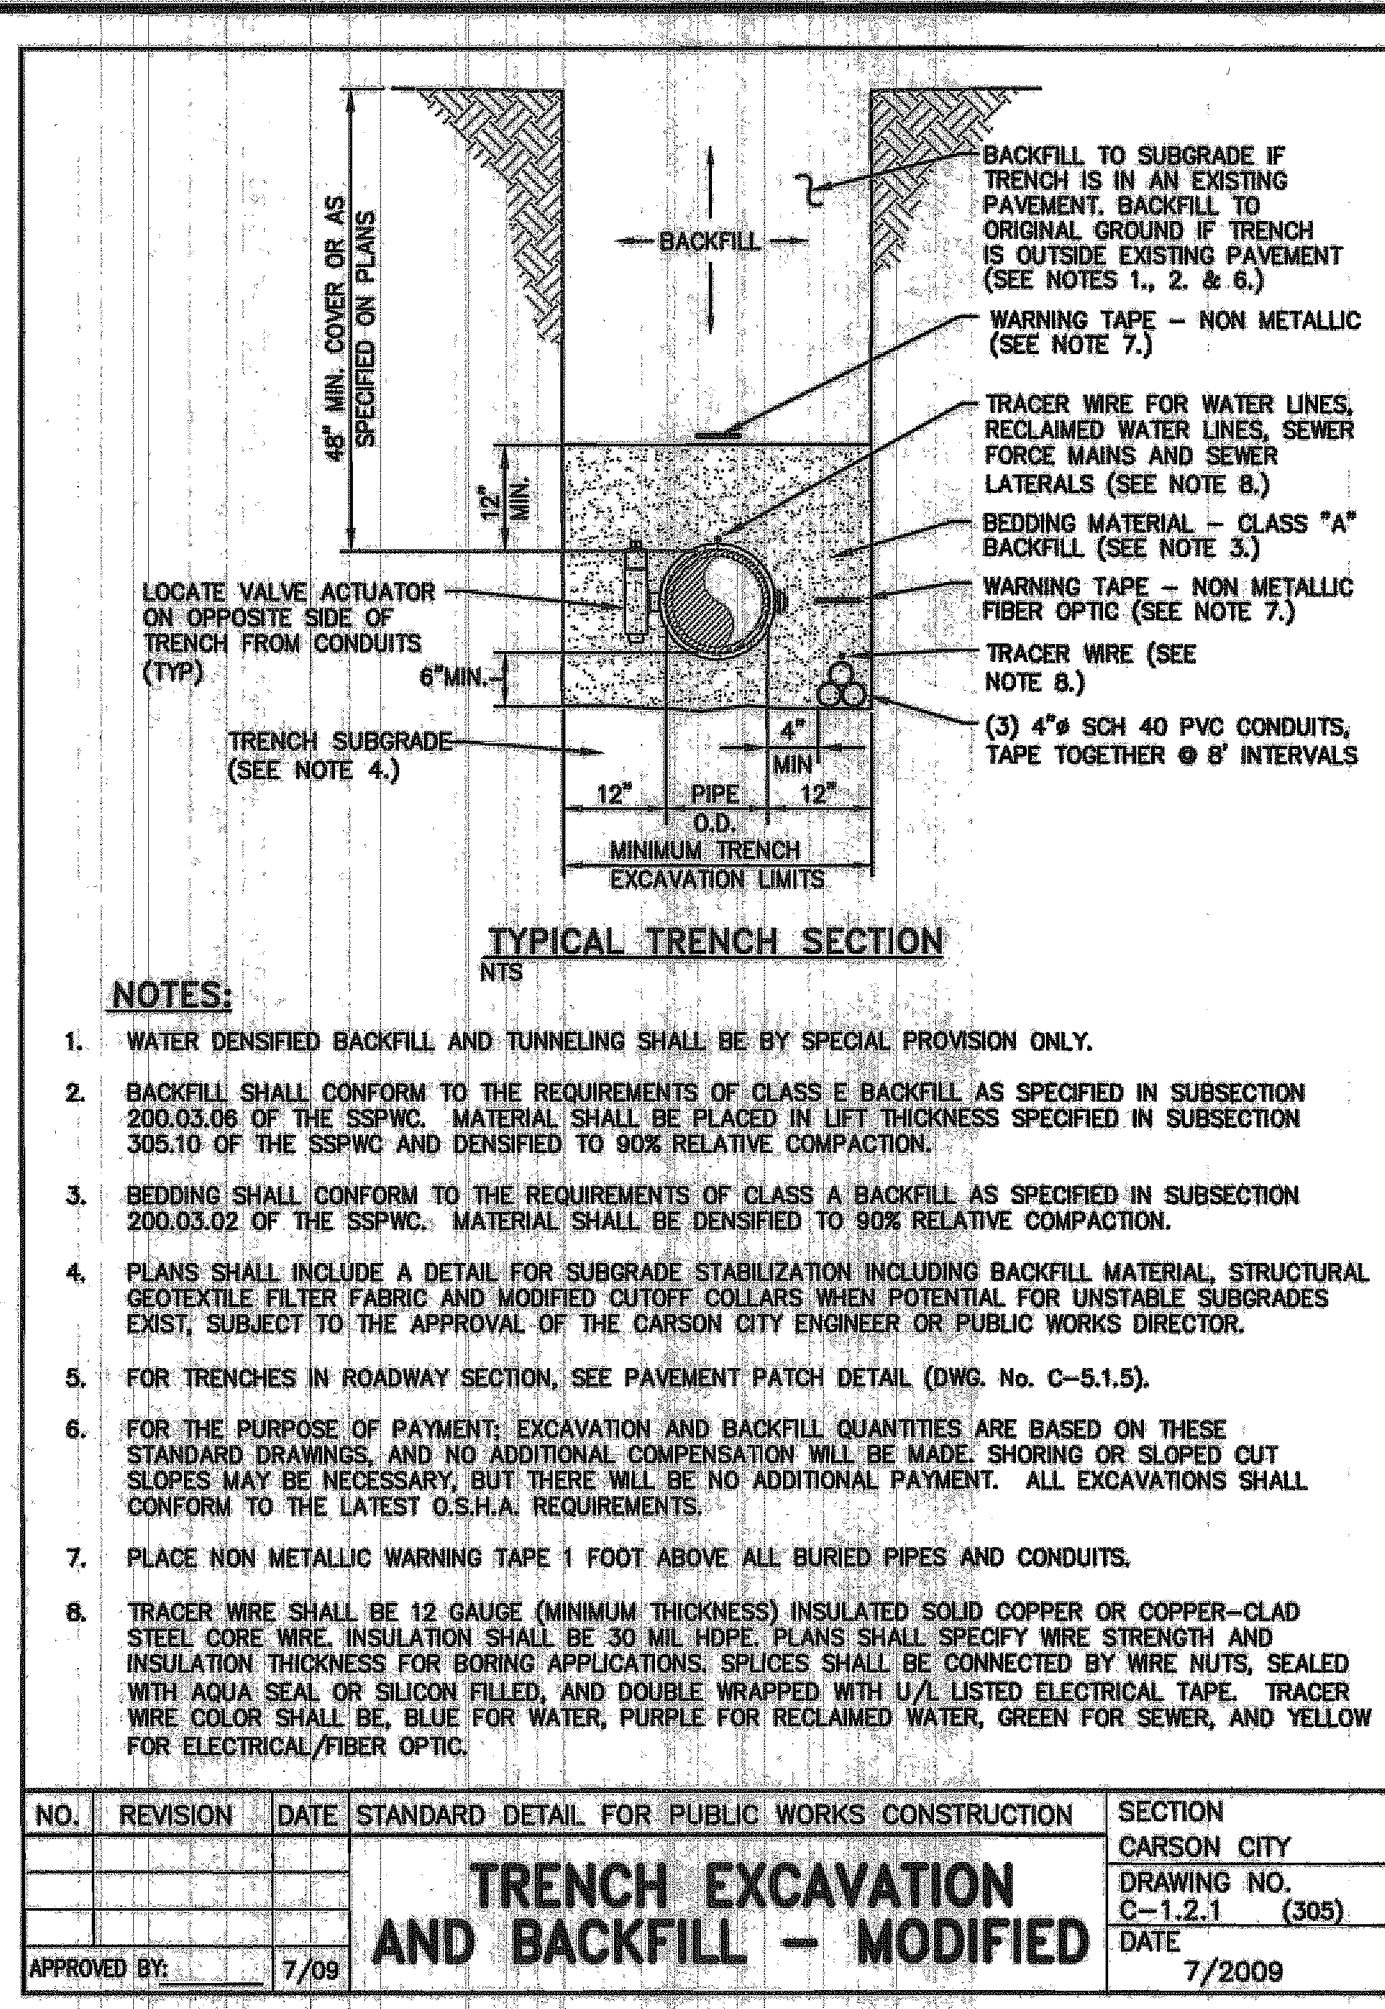 48" MIN. COVER OR AS
SPECIFIED ON PLANS
BACKFILL
BACKFILL TO SUBGRADE IF
TRENCH IS IN AN EXISTING
PAVEMENT. BACKFILL TO
ORIGINAL GROUND IF TRENCH
IS OUTSIDE EXISTING PAVEMENT
(SEE NOTES 1., 2. & 6.)
WARNING TAPE – NON METALLIC
(SEE NOTE 7.)
TRACER WIRE FOR WATER LINES,
RECLAIMED WATER LINES, SEWER
FORCE MAINS AND SEWER
LATERALS (SEE NOTE 8.)
12"
MIN.
BEDDING MATERIAL – CLASS "A"
BACKFILL (SEE NOTE 3.)
LOCATE VALVE ACTUATOR
ON OPPOSITE SIDE OF
TRENCH FROM CONDUITS
(TYP)
WARNING TAPE – NON METALLIC
FIBER OPTIC (SEE NOTE 7.)
6"MIN.
TRACER WIRE (SEE
NOTE 8.)
(3) 4"ø SCH 40 PVC CONDUITS,
TAPE TOGETHER @ 8' INTERVALS
TRENCH SUBGRADE
(SEE NOTE 4.)
4"
MIN
12" PIPE 12"
O.D.
MINIMUM TRENCH
EXCAVATION LIMITS
TYPICAL TRENCH SECTION
NTS
NOTES:
1. WATER DENSIFIED BACKFILL AND TUNNELING SHALL BE BY SPECIAL PROVISION ONLY.
2. BACKFILL SHALL CONFORM TO THE REQUIREMENTS OF CLASS E BACKFILL AS SPECIFIED IN SUBSECTION
200.03.06 OF THE SSPWC. MATERIAL SHALL BE PLACED IN LIFT THICKNESS SPECIFIED IN SUBSECTION
305.10 OF THE SSPWC AND DENSIFIED TO 90% RELATIVE COMPACTION.
3. BEDDING SHALL CONFORM TO THE REQUIREMENTS OF CLASS A BACKFILL AS SPECIFIED IN SUBSECTION
200.03.02 OF THE SSPWC. MATERIAL SHALL BE DENSIFIED TO 90% RELATIVE COMPACTION.
4. PLANS SHALL INCLUDE A DETAIL FOR SUBGRADE STABILIZATION INCLUDING BACKFILL MATERIAL, STRUCTURAL
GEOTEXTILE FILTER FABRIC AND MODIFIED CUTOFF COLLARS WHEN POTENTIAL FOR UNSTABLE SUBGRADES
EXIST, SUBJECT TO THE APPROVAL OF THE CARSON CITY ENGINEER OR PUBLIC WORKS DIRECTOR.
5. FOR TRENCHES IN ROADWAY SECTION, SEE PAVEMENT PATCH DETAIL (DWG. No. C–5.1.5).
6. FOR THE PURPOSE OF PAYMENT; EXCAVATION AND BACKFILL QUANTITIES ARE BASED ON THESE
STANDARD DRAWINGS, AND NO ADDITIONAL COMPENSATION WILL BE MADE. SHORING OR SLOPED CUT
SLOPES MAY BE NECESSARY, BUT THERE WILL BE NO ADDITIONAL PAYMENT. ALL EXCAVATIONS SHALL
CONFORM TO THE LATEST O.S.H.A. REQUIREMENTS.
7. PLACE NON METALLIC WARNING TAPE 1 FOOT ABOVE ALL BURIED PIPES AND CONDUITS.
8. TRACER WIRE SHALL BE 12 GAUGE (MINIMUM THICKNESS) INSULATED SOLID COPPER OR COPPER–CLAD
STEEL CORE WIRE. INSULATION SHALL BE 30 MIL HDPE. PLANS SHALL SPECIFY WIRE STRENGTH AND
INSULATION THICKNESS FOR BORING APPLICATIONS. SPLICES SHALL BE CONNECTED BY WIRE NUTS, SEALED
WITH AQUA SEAL OR SILICON FILLED, AND DOUBLE WRAPPED WITH U/L LISTED ELECTRICAL TAPE. TRACER
WIRE COLOR SHALL BE, BLUE FOR WATER, PURPLE FOR RECLAIMED WATER, GREEN FOR SEWER, AND YELLOW
FOR ELECTRICAL/FIBER OPTIC.
NO. REVISION DATE STANDARD DETAIL FOR PUBLIC WORKS CONSTRUCTION
SECTION
CARSON CITY
TRENCH EXCAVATION
AND BACKFILL – MODIFIED
DRAWING NO.
C–1.2.1 (305)
DATE
7/2009
APPROVED BY: 7/09